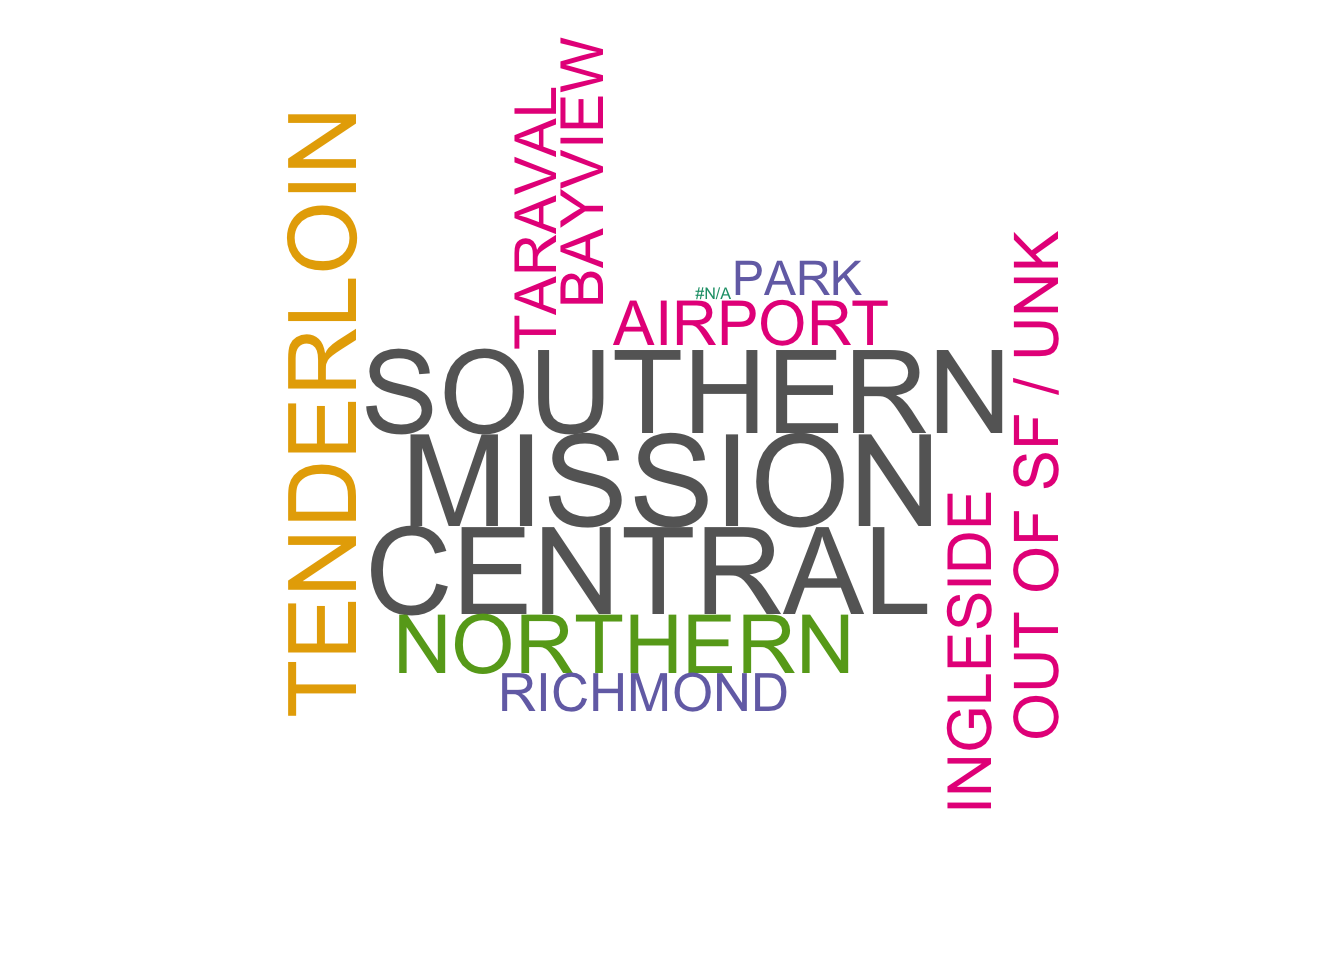 TENDERLOIN
TARAVAL
BAYVIEW
#N/A
PARK
AIRPORT
SOUTHERN
MISSION
CENTRAL
NORTHERN
RICHMOND
INGLESIDE
OUT OF SF / UNK